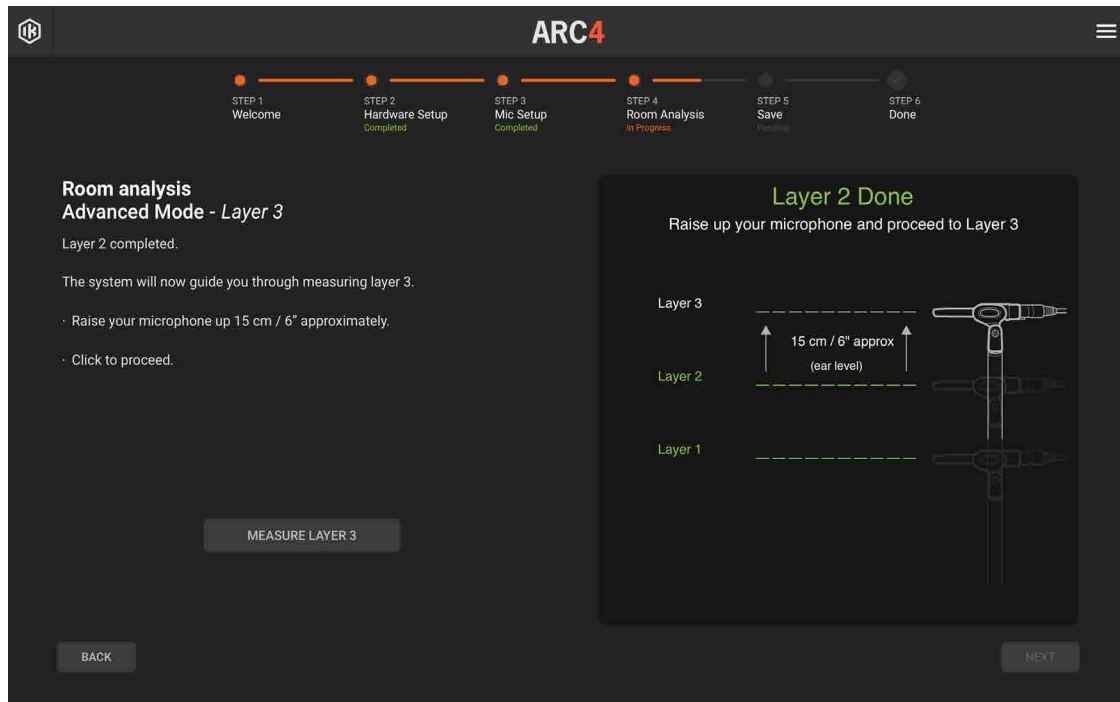 ARC4
STEP 1
Welcome
STEP 2
Hardware Setup
Completed
STEP 3
Mic Setup
Completed
STEP 4
Room Analysis
In Progress
STEP 5
Save
Pending
STEP 6
Done
Room analysis
Advanced Mode - Layer 3
Layer 2 completed.
The system will now guide you through measuring layer 3.
· Raise your microphone up 15 cm / 6" approximately.
· Click to proceed.
MEASURE LAYER 3
BACK
Layer 2 Done
Raise up your microphone and proceed to Layer 3
Layer 3
15 cm / 6" approx
(ear level)
Layer 2
Layer 1
NEXT